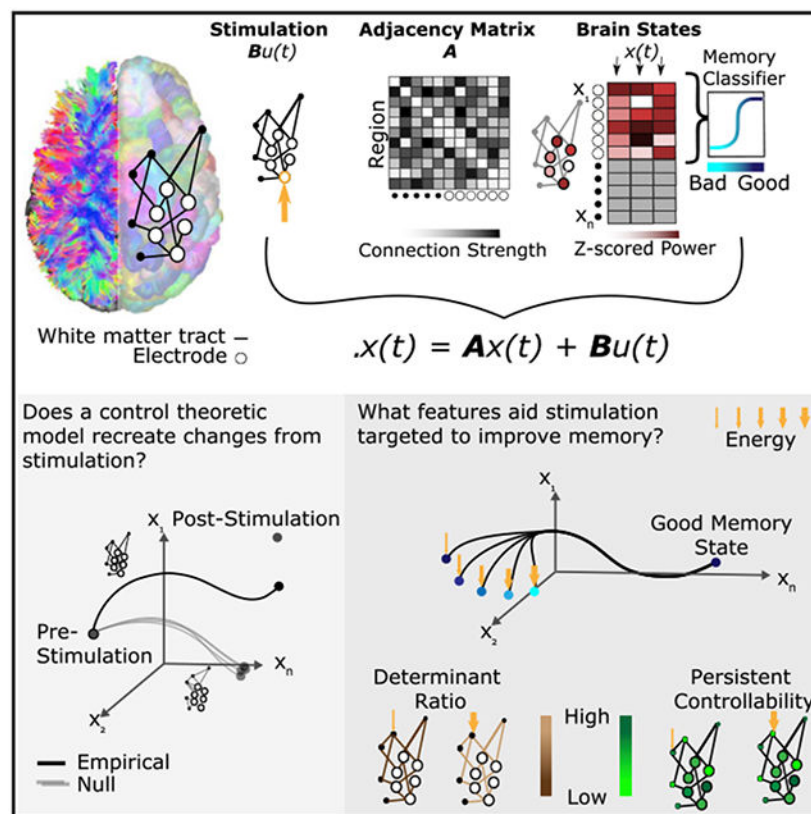 Stimulation
Bu(t)
Adjacency Matrix
A
Brain States
x(t)
Memory
Classifier
Region
X1
Xn
Bad Good
Connection Strength
Z-scored Power
White matter tract
Electrode
.x(t) = Ax(t) + Bu(t)
Does a control theoretic
model recreate changes from
stimulation?
X1
Post-Stimulation
Pre-
Stimulation
Xn
X2
Empirical
Null
What features aid stimulation
targeted to improve memory?
Energy
X1
Good Memory
State
Xn
X2
Determinant
Ratio
High
Low
Persistent
Controllability